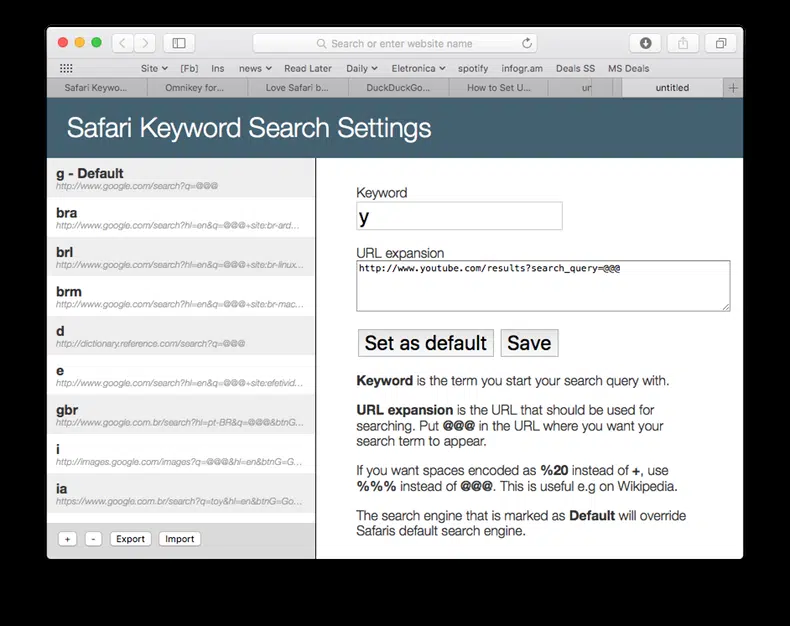 Search or enter website name
Site [Fb] Ins news Read Later Daily Eletronica spotify infogr.am Deals SS MS Deals
Safari Keywo... Omnikey for... Love Safari b... DuckDuckGo... How to Set U... untitled
Safari Keyword Search Settings
g - Default
http://www.google.com/search?q=@@@
bra
http://www.google.com/search?hl=en&q=@@@+site:br-ard...
brl
http://www.google.com/search?hl=en&q=@@@+site:br-linux...
brm
http://www.google.com/search?hl=en&q=@@@+site:br-mac...
d
http://dictionary.reference.com/search?q=@@@
e
http://www.google.com/search?hl=en&q=@@@+site:efetivid...
gbr
http://www.google.com.br/search?hl=pt-BR&q=@@@&btnG...
i
http://images.google.com/images?q=@@@&hl=en&btnG=G...
ia
https://www.google.com.br/search?q=toy&hl=en&btnG=Go...
+ - Export Import
Keyword
y
URL expansion
http://www.youtube.com/results?search_query=@@@
Set as default Save
Keyword is the term you start your search query with.
URL expansion is the URL that should be used for
searching. Put @@@ in the URL where you want your
search term to appear.
If you want spaces encoded as %20 instead of +, use
%%% instead of @@@. This is useful e.g on Wikipedia.
The search engine that is marked as Default will override
Safaris default search engine.